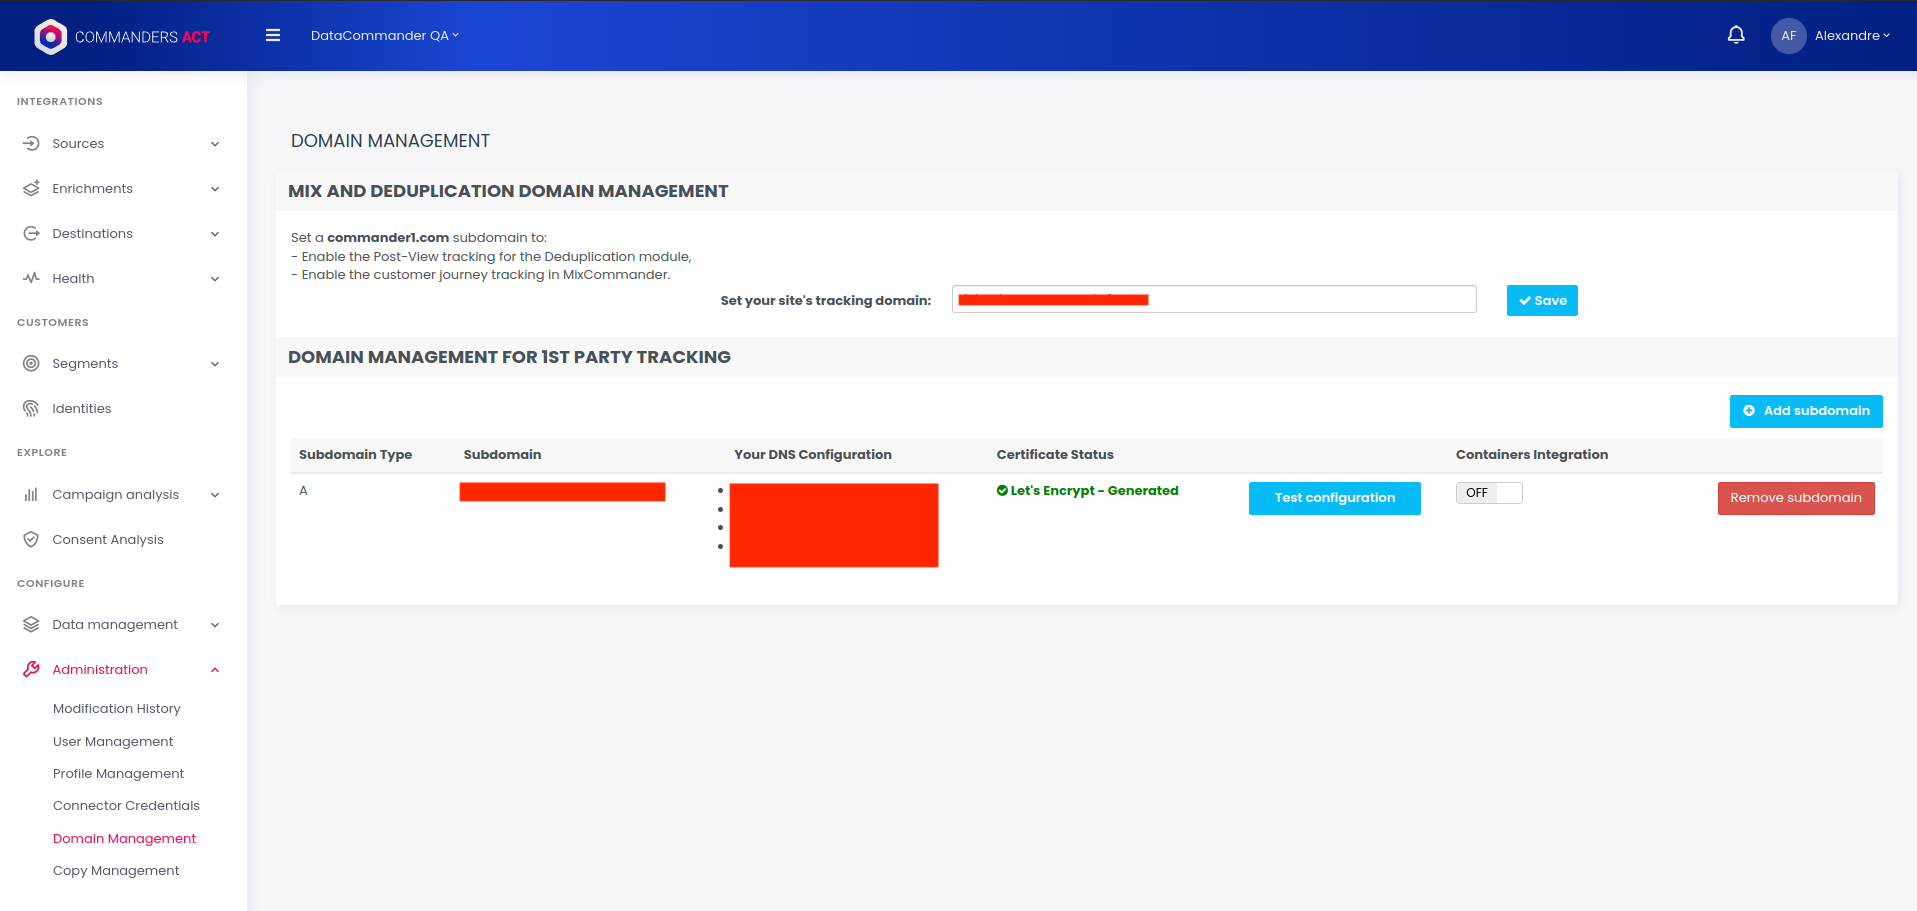 COMMANDERS ACT
DataCommander QA
AF
Alexandre
INTEGRATIONS
Sources
Enrichments
Destinations
Health
CUSTOMERS
Segments
Identities
EXPLORE
Campaign analysis
Consent Analysis
CONFIGURE
Data management
Administration
Modification History
User Management
Profile Management
Connector Credentials
Domain Management
Copy Management
DOMAIN MANAGEMENT
MIX AND DEDUPLICATION DOMAIN MANAGEMENT
Set a commander1.com subdomain to:
- Enable the Post-View tracking for the Deduplication module,
- Enable the customer journey tracking in MixCommander.
Set your site's tracking domain:
Save
DOMAIN MANAGEMENT FOR 1ST PARTY TRACKING
Add subdomain
Subdomain Type Subdomain Your DNS Configuration Certificate Status Containers Integration
A Let's Encrypt - Generated Test configuration OFF Remove subdomain